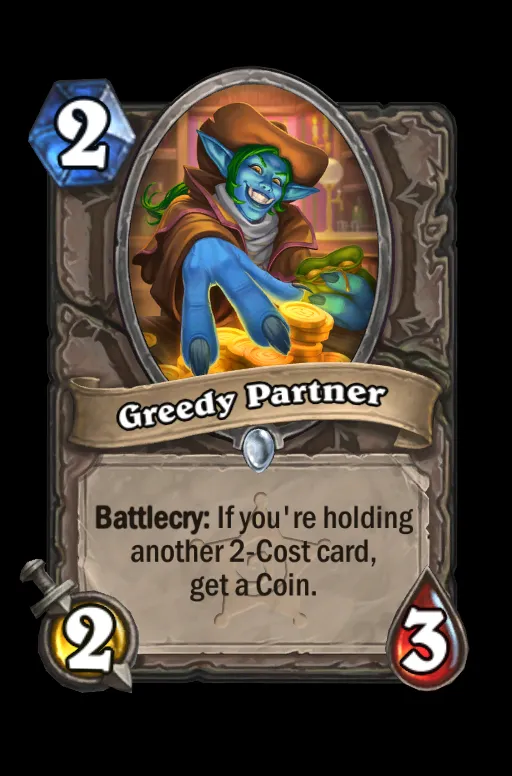 2
Greedy Partner
Battlecry: If you're holding
another 2-Cost card,
get a Coin.
2
3